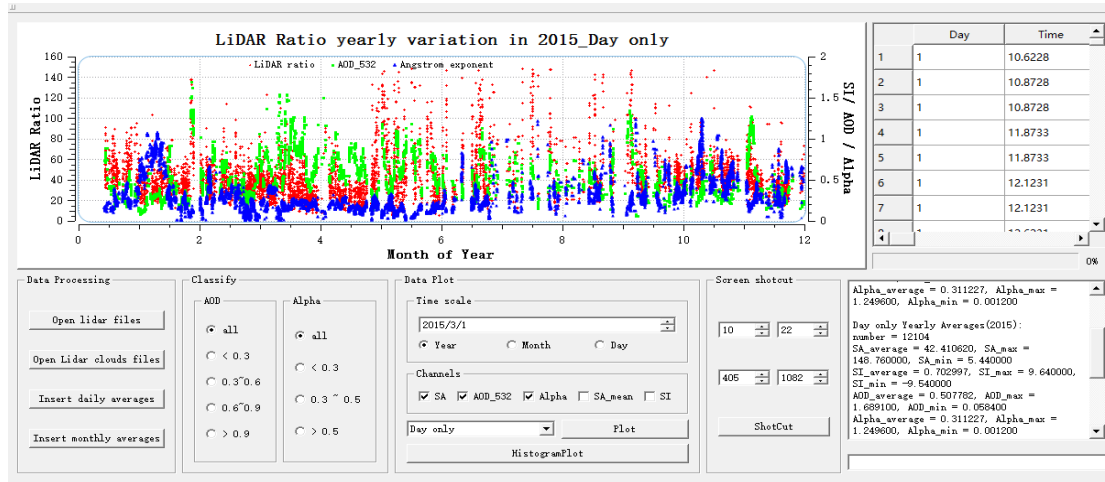 LiDAR Ratio yearly variation in 2015_Day only
LiDAR ratio AOD_532 Angstrom exponent
160
140
120
100
80
60
40
20
0
LiDAR Ratio
2
1.5
1
0.5
0
SI/ AOD / Alpha
0 2 4 6 8 10 12
Month of Year
Day Time
1 1 10.6228
2 1 10.8728
3 1 10.8728
4 1 11.8733
5 1 11.8733
6 1 12.1231
7 1 12.1231
0%
Data Processing
Open lidar files
Open Lidar clouds files
Insert daily averages
Insert monthly averages
Classify
AOD
all
< 0.3
0.3~0.6
0.6~0.9
> 0.9
Alpha
all
< 0.3
0.3 ~ 0.5
> 0.5
Data Plot
Time scale
2015/3/1
Year Month Day
Channels
SA AOD_532 Alpha SA_mean SI
Day only Plot
HistogramPlot
Screen shotcut
10 22
405 1082
ShotCut
Alpha_average = 0.311227, Alpha_max =
1.249600, Alpha_min = 0.001200
Day only Yearly Averages(2015):
number = 12104
SA_average = 42.410620, SA_max =
148.760000, SA_min = 5.440000
SI_average = 0.702997, SI_max = 9.640000,
SI_min = -9.540000
AOD_average = 0.507782, AOD_max =
1.689100, AOD_min = 0.058400
Alpha_average = 0.311227, Alpha_max =
1.249600, Alpha_min = 0.001200